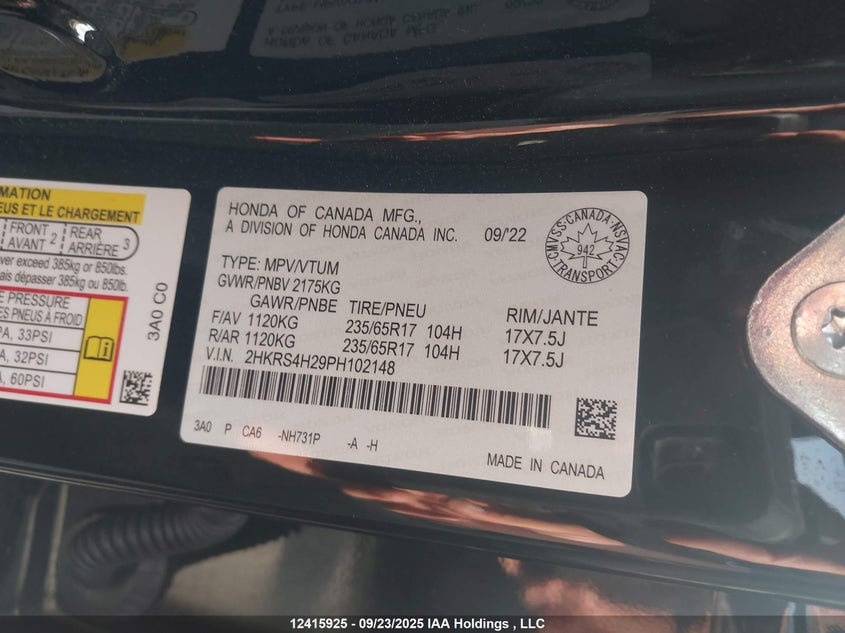 MATION
EUS ET LE CHARGEMENT
FRONT AVANT 2 REAR ARRIÈRE 3
ver exceed 385kg or 850lbs.
ais dépasser 385kg ou 850lb.
E PRESSURE
ES PNEUS À FROID
PA, 33PSI
A, 32PSI
A, 60PSI
3A0 C0
HONDA OF CANADA MFG.,
A DIVISION OF HONDA CANADA INC. 09/'22
CMVSS·CANADA·NSVAC
942
TRANSPORT
TYPE: MPV/VTUM
GVWR/PNBV 2175KG
GAWR/PNBE TIRE/PNEU RIM/JANTE
F/AV 1120KG 235/65R17 104H 17X7.5J
R/AR 1120KG 235/65R17 104H 17X7.5J
V.I.N. 2HKRS4H29PH102148
3A0 P CA6 -NH731P -A -H
MADE IN CANADA
12415925 - 09/23/2025 IAA Holdings , LLC